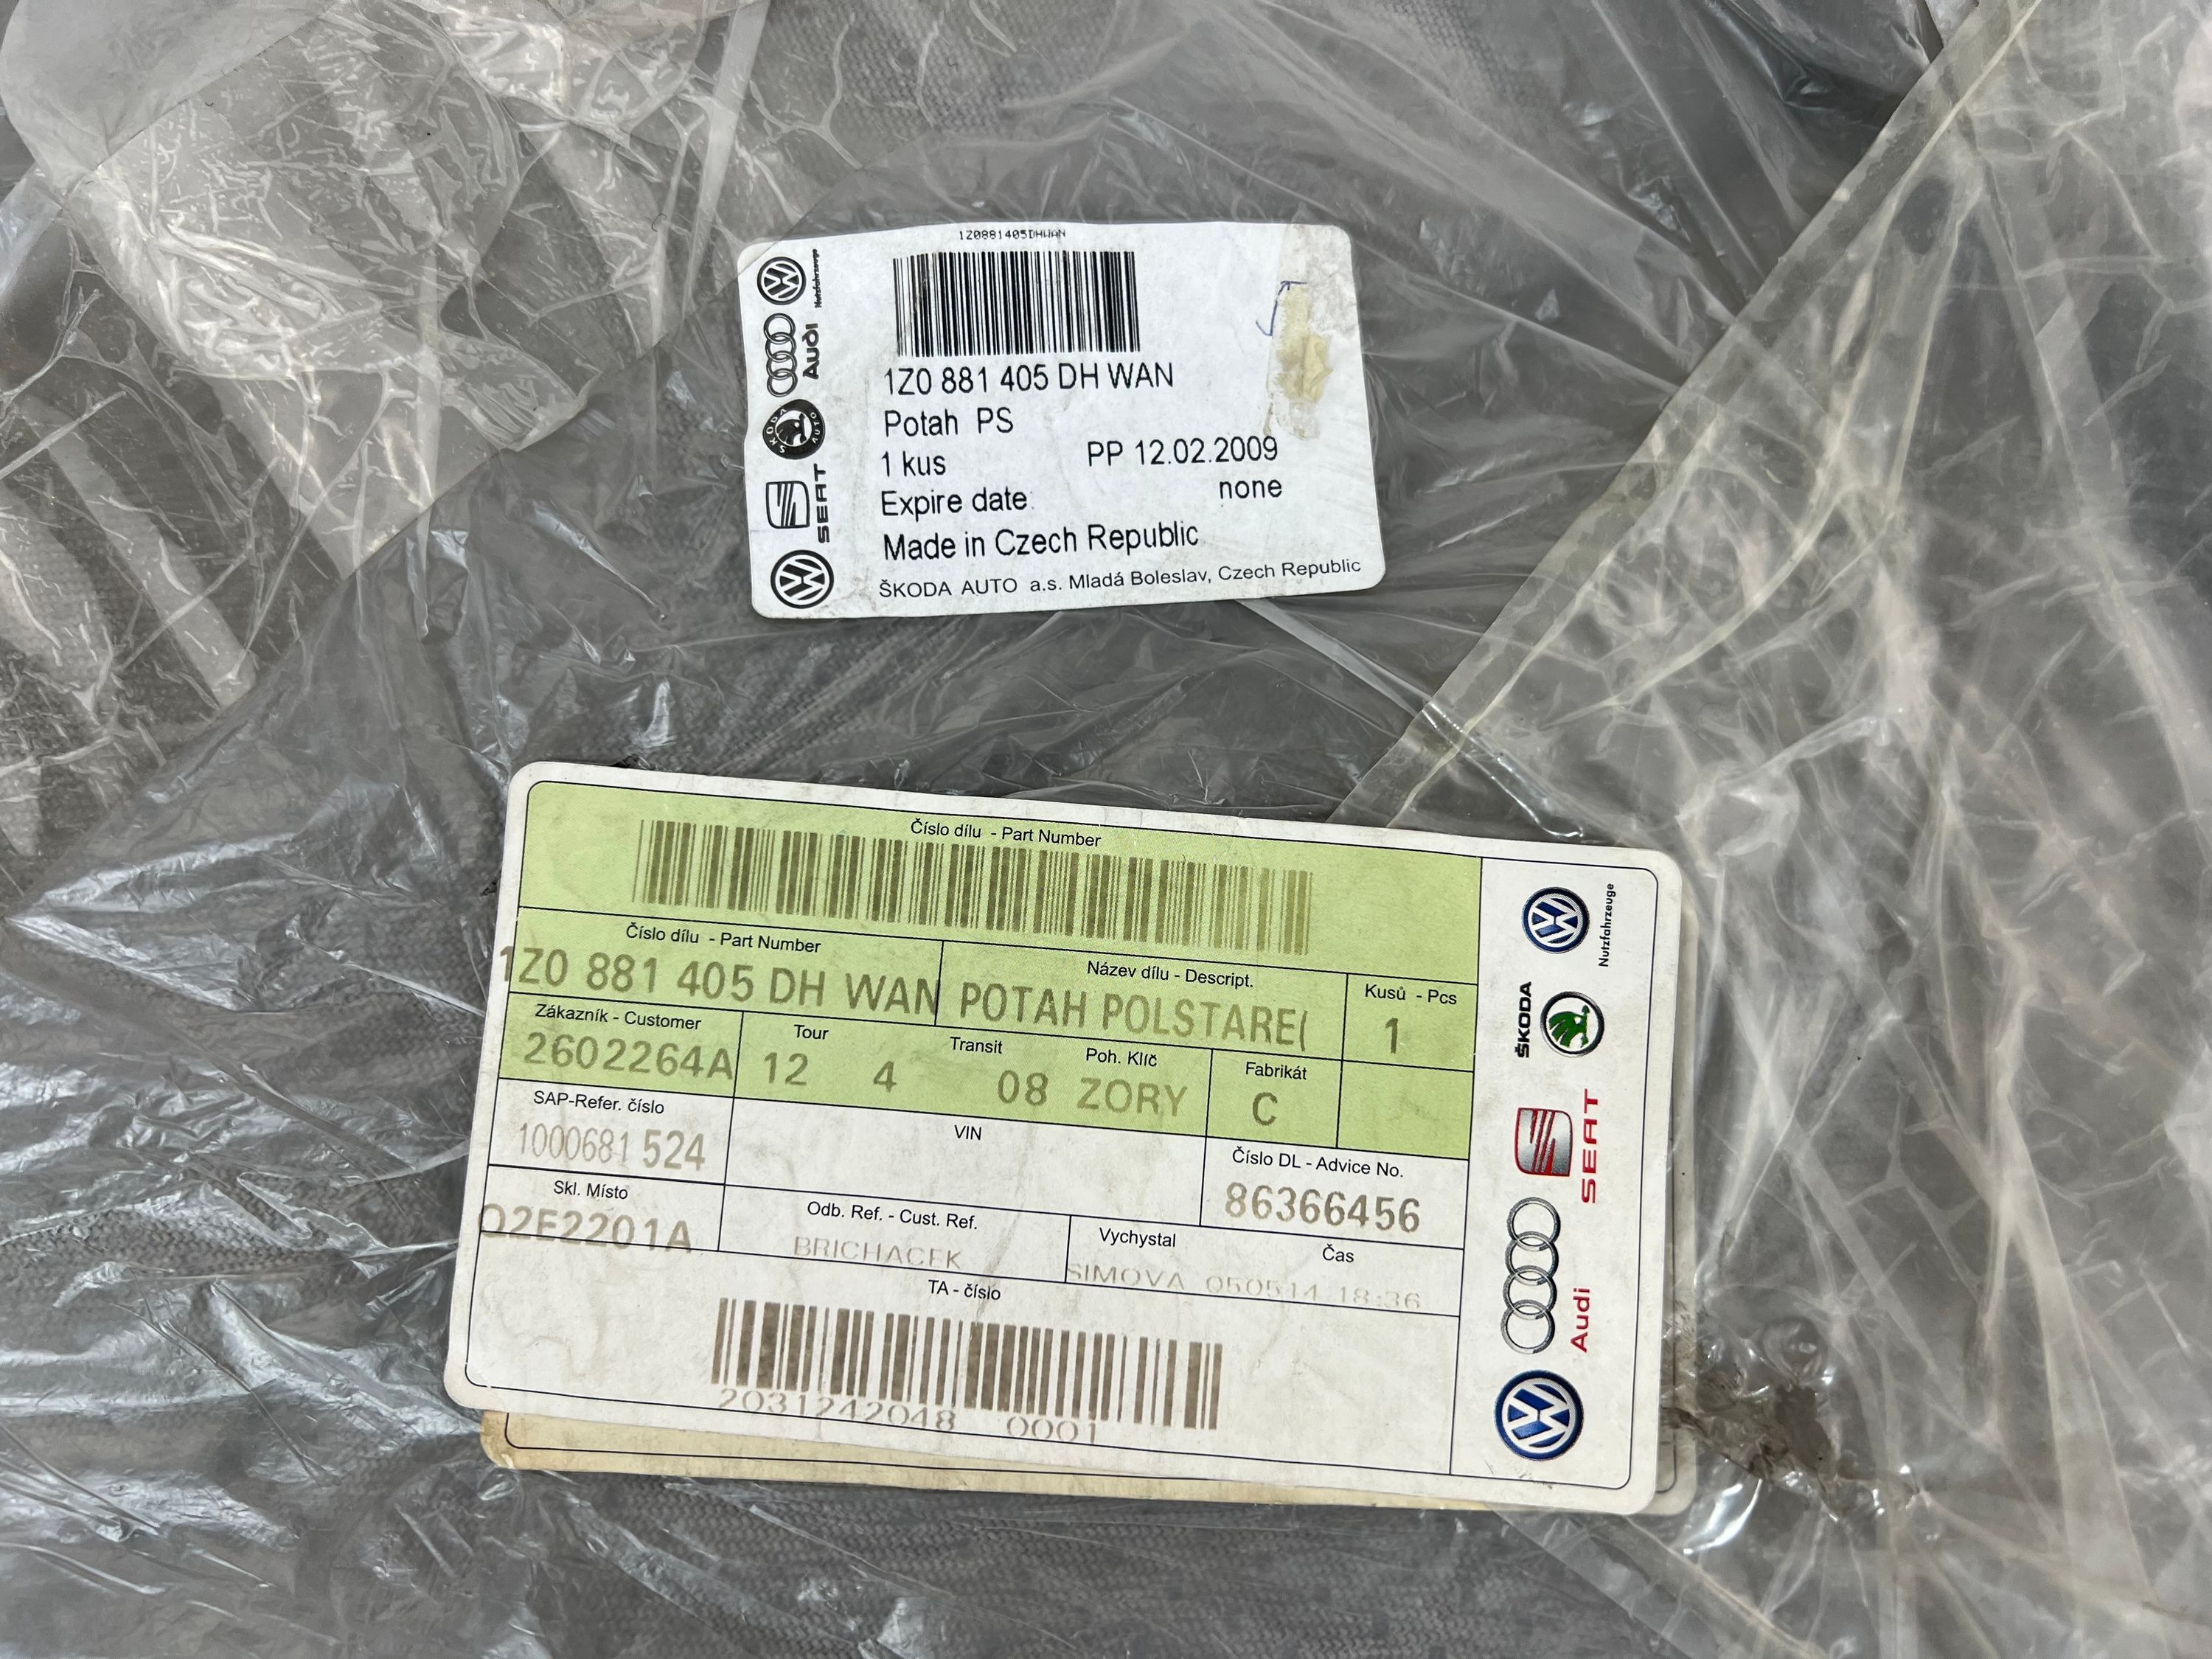 1Z0881405DHWAN
1Z0 881 405 DH WAN
Potah PS
1 kus PP 12.02.2009
Expire date. none
Made in Czech Republic
ŠKODA AUTO a.s. Mladá Boleslav, Czech Republic
Nutzfahrzeuge
Audi
SKODA AUTO
SEAT
Číslo dílu - Part Number
Číslo dílu - Part Number Název dílu - Descript. Kusů - Pcs
1Z0 881 405 DH WAN POTAH POLSTARE( 1
Zákazník - Customer Tour Transit Poh. Klíč Fabrikát
2602264A 12 4 08 ZORY C
SAP-Refer. číslo VIN Číslo DL - Advice No.
1000681 524 86366456
Skl. Místo Odb. Ref. - Cust. Ref. Vychystal Čas
02E2201A BRICHACEK SIMOVA 050514 18:36
TA - číslo
2031242048 0001
Nutzfahrzeuge
ŠKODA
SEAT
Audi